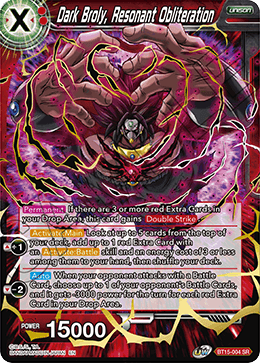 X
Dark Broly, Resonant Obliteration
UNISON
Permanent If there are 3 or more red Extra Cards in
your Drop Area, this card gains Double Strike
+1 Activate:Main Look at up to 5 cards from the top of
your deck, add up to 1 red Extra Card with
an Activate:Battle skill and an energy cost of 3 or less
among them to your hand, then shuffle your deck.
-3 Auto When your opponent attacks with a Battle
Card, choose up to 1 of your opponent's Battle Cards,
and it gets -3000 power for the turn for each red Extra
Card in your Drop Area.
POWER 15000
BT15-004 SR